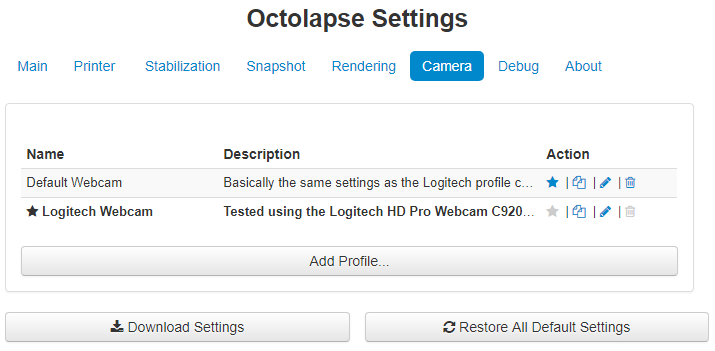 Octolapse Settings
Main Printer Stabilization Snapshot Rendering Camera Debug About
Name Description Action
Default Webcam Basically the same settings as the Logitech profile c... | | |
Logitech Webcam Tested using the Logitech HD Pro Webcam C920... | | |
Add Profile...
Download Settings Restore All Default Settings